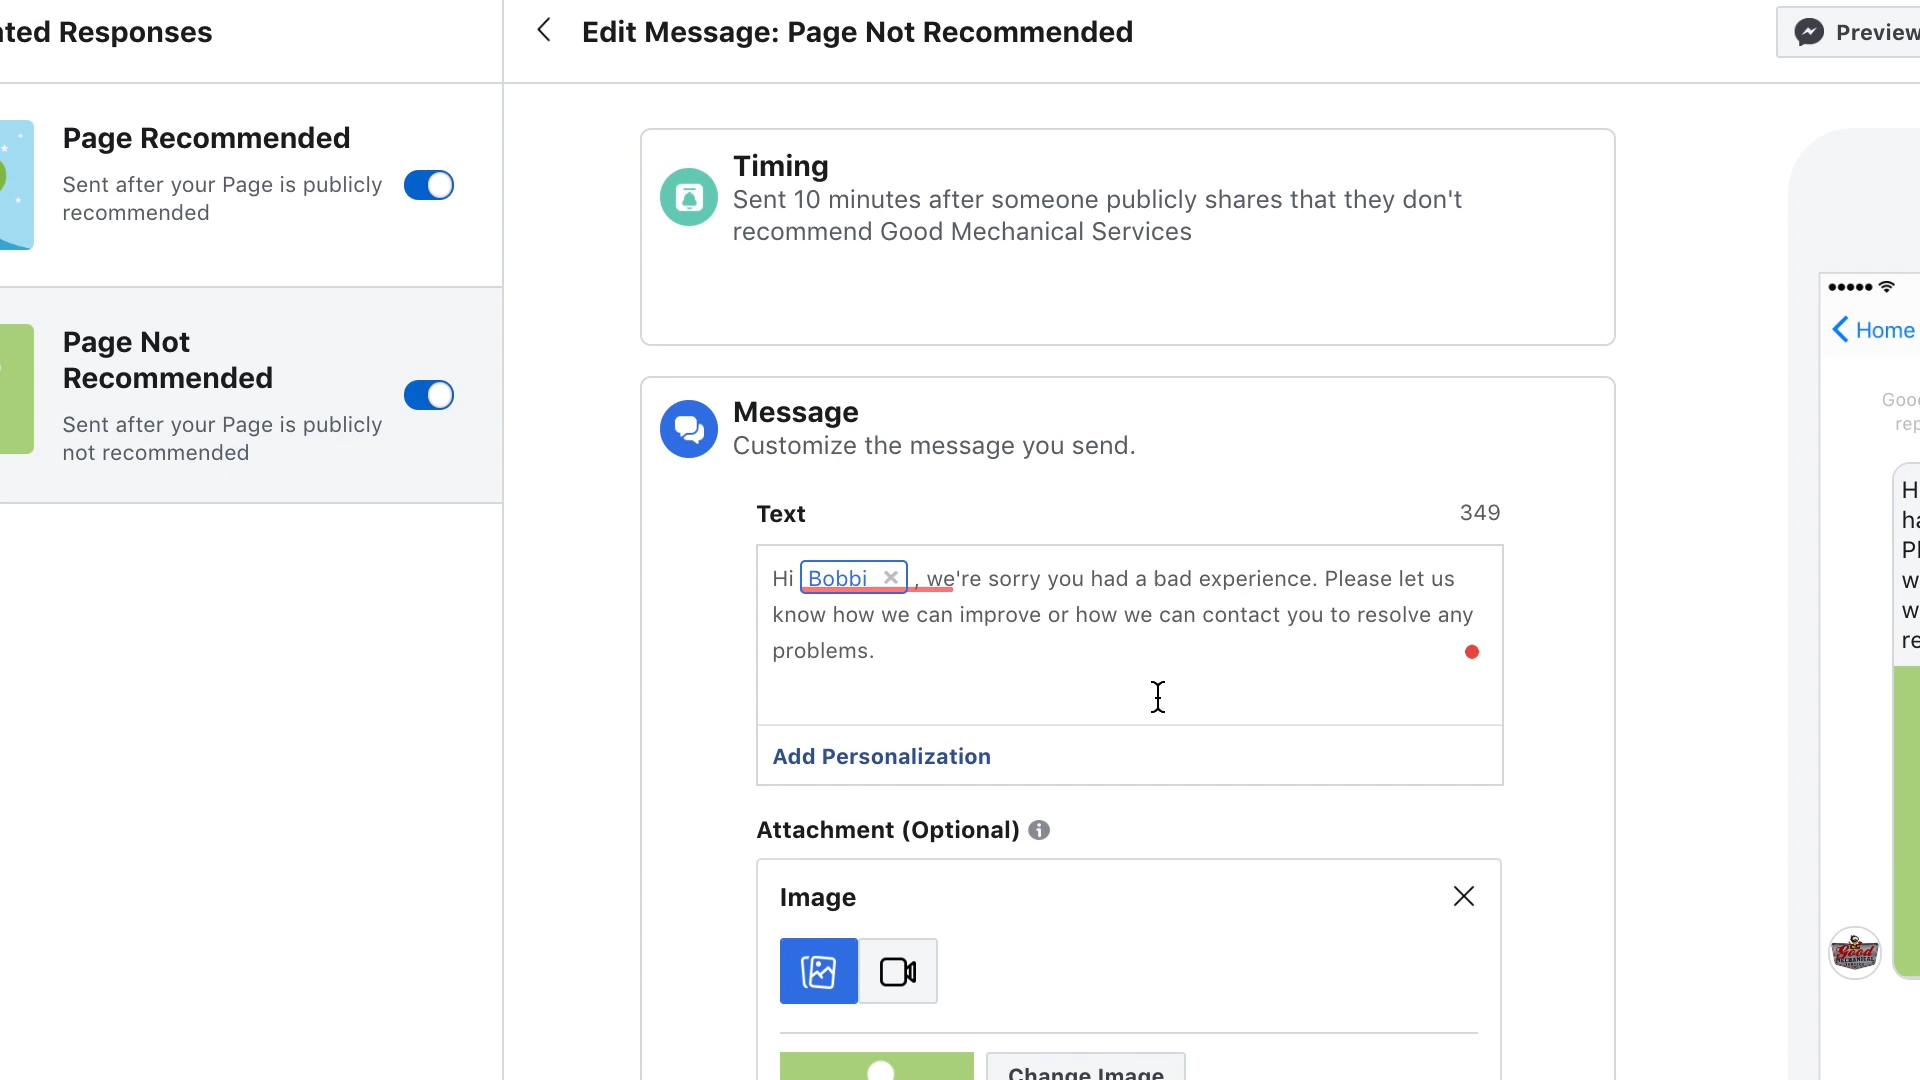 ted Responses
Edit Message: Page Not Recommended
Preview
Page Recommended
Sent after your Page is publicly
recommended
Page Not
Recommended
Sent after your Page is publicly
not recommended
Timing
Sent 10 minutes after someone publicly shares that they don't
recommend Good Mechanical Services
Message
Customize the message you send.
Text
349
Hi Bobbi , we're sorry you had a bad experience. Please let us
know how we can improve or how we can contact you to resolve any
problems.
Add Personalization
Attachment (Optional)
Image
Change Image
Home
Good
MECHANICAL